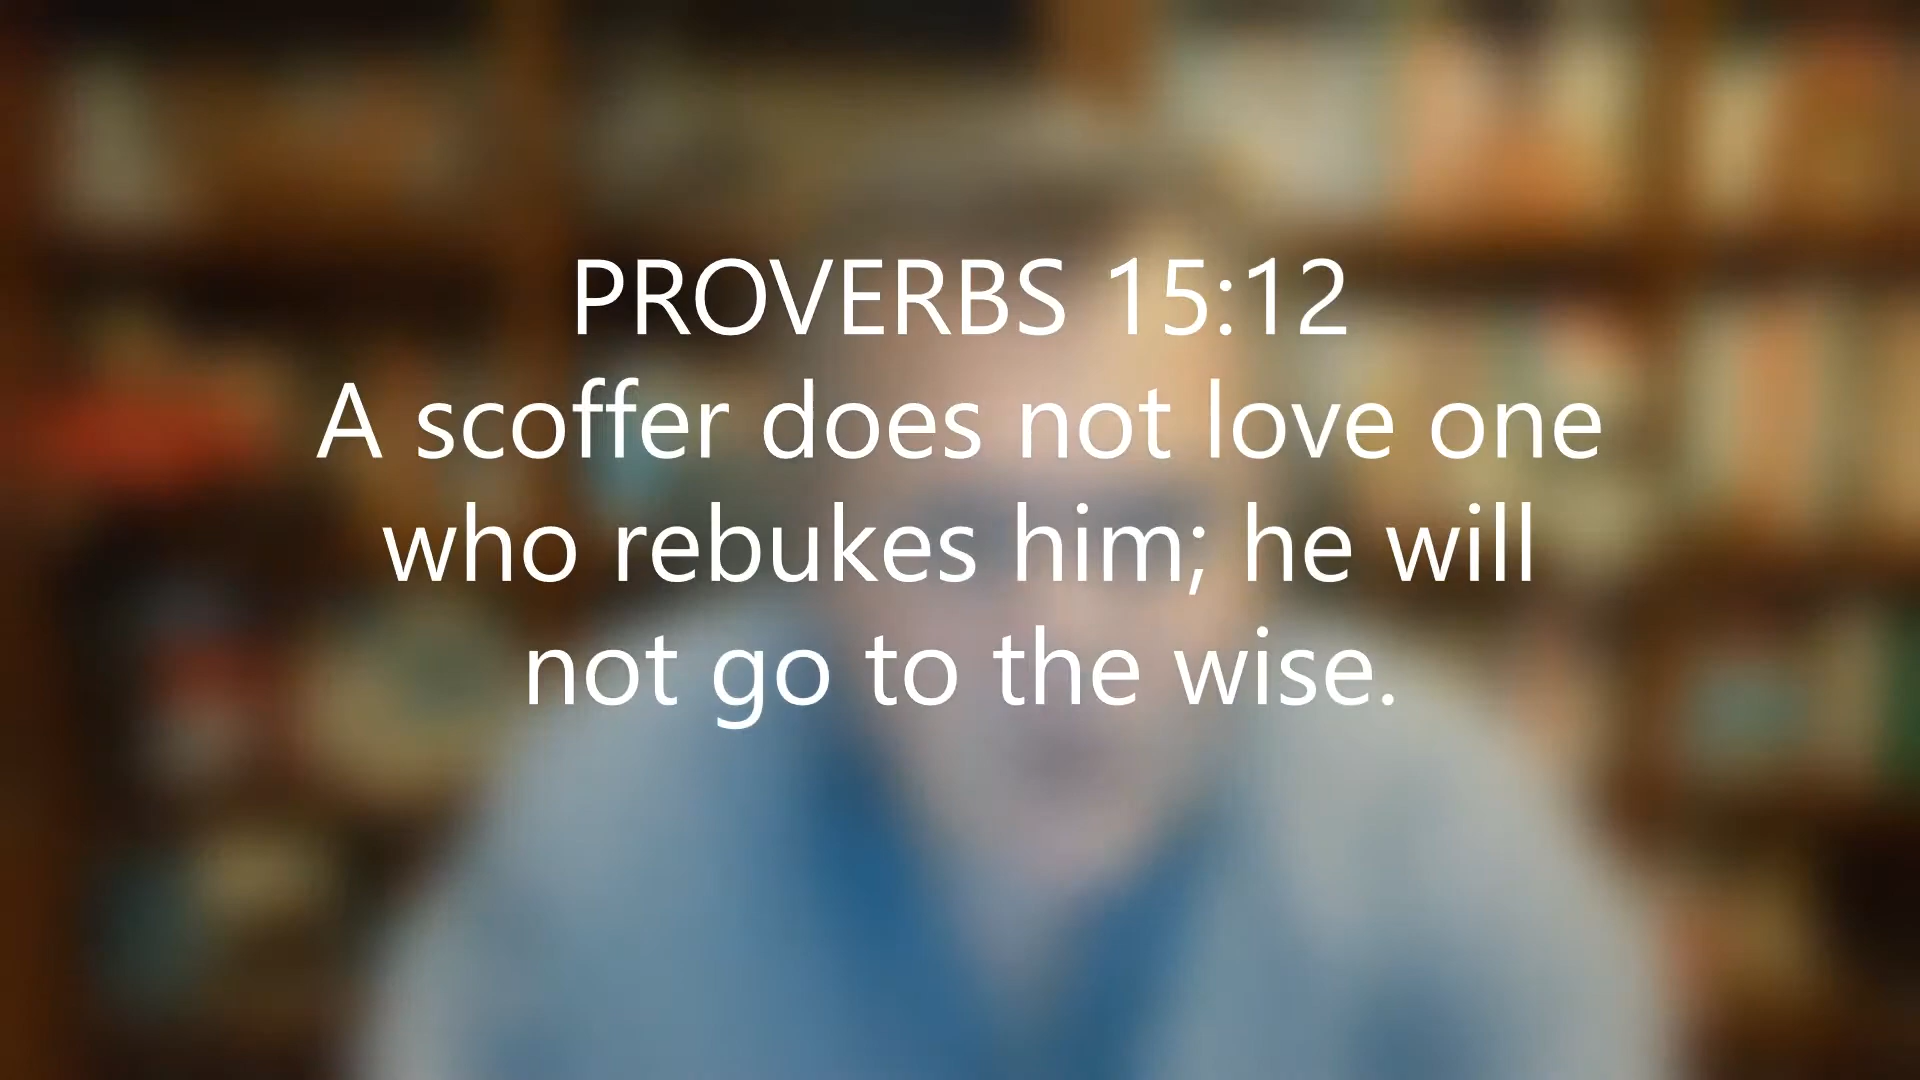 PROVERBS 15:12
A scoffer does not love one
who rebukes him; he will
not go to the wise.